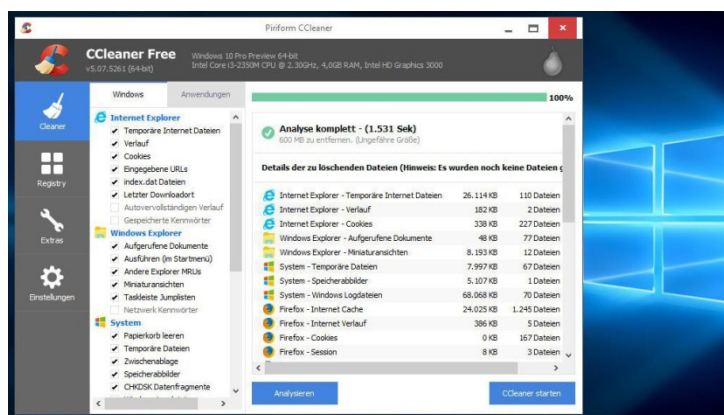 Piriform CCleaner
CCleaner Free
v5.07.5261 (64-bit)
Windows 10 Pro Preview 64-bit
Intel Core i3-2350M CPU @ 2.30GHz, 4,0GB RAM, Intel HD Graphics 3000
Cleaner
Registry
Extras
Einstellungen
Windows
Anwendungen
Internet Explorer
Temporäre Internet Dateien
Verlauf
Cookies
Eingegebene URLs
index.dat Dateien
Letzter Downloadort
Autovervollständigen Verlauf
Gespeicherte Kennwörter
Windows Explorer
Aufgerufene Dokumente
Ausführen (im Startmenü)
Andere Explorer MRUs
Miniaturansichten
Taskleiste Jumplisten
Netzwerk Kennwörter
System
Papierkorb leeren
Temporäre Dateien
Zwischenablage
Speicherabbilder
CHKDSK Datenfragmente
100%
Analyse komplett - (1.531 Sek)
600 MB zu entfernen. (Ungefähre Größe)
Details der zu löschenden Dateien (Hinweis: Es wurden noch keine Dateien g
Internet Explorer - Temporäre Internet Dateien 26.114 KB 110 Dateien
Internet Explorer - Verlauf 182 KB 2 Dateien
Internet Explorer - Cookies 338 KB 227 Dateien
Windows Explorer - Aufgerufene Dokumente 48 KB 77 Dateien
Windows Explorer - Miniaturansichten 8.193 KB 12 Dateien
System - Temporäre Dateien 7.997 KB 67 Dateien
System - Speicherabbilder 5.107 KB 1 Dateien
System - Windows Logdateien 68.068 KB 70 Dateien
Firefox - Internet Cache 24.025 KB 1.245 Dateien
Firefox - Internet Verlauf 386 KB 5 Dateien
Firefox - Cookies 0 KB 167 Dateien
Firefox - Session 8 KB 3 Dateien
Analysieren
CCleaner starten